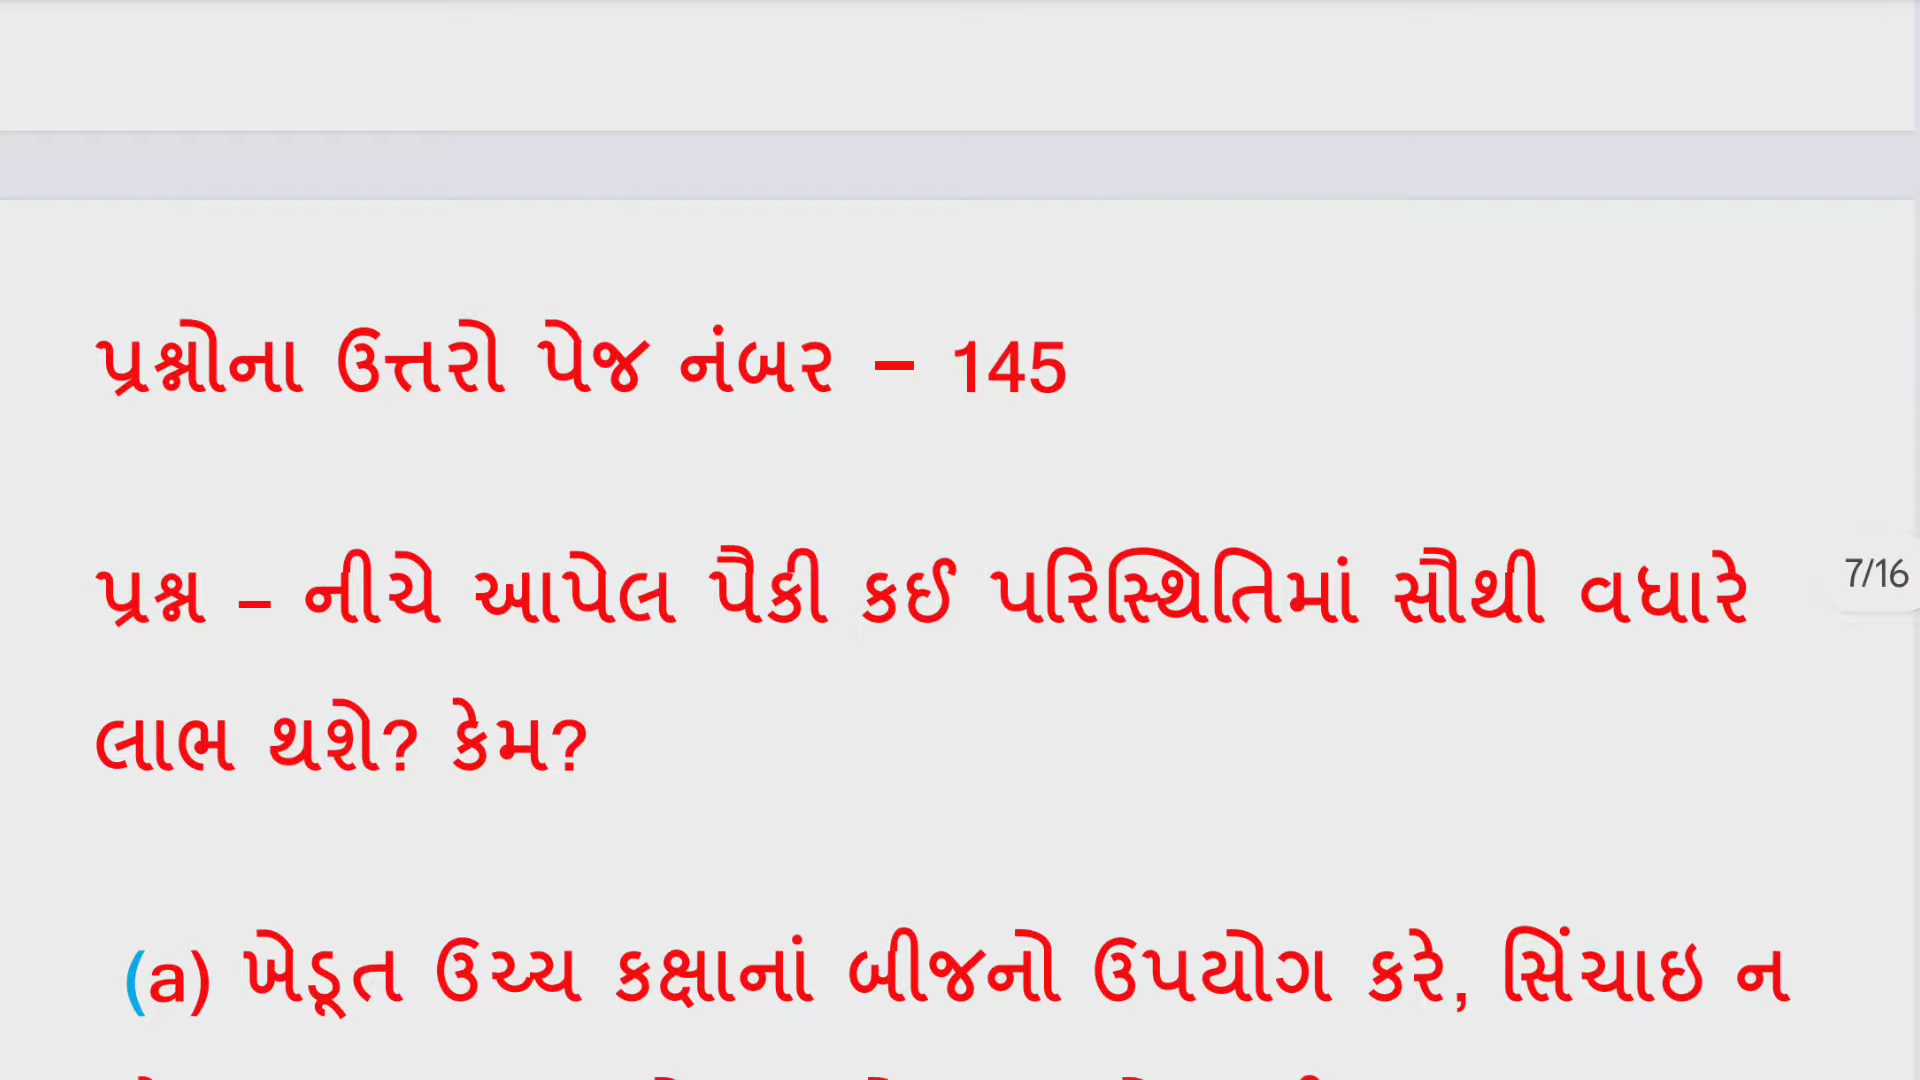 પ્રશ્નોના ઉત્તરો પેજ નંબર – 145
પ્રશ્ન – નીચે આપેલ પૈકી કઈ પરિસ્થિતિમાં સૌથી વધારે
7/16
લાભ થશે? કેમ?
(a) ખેડૂત ઉચ્ચ કક્ષાનાં બીજનો ઉપયોગ કરે, સિંચાઇ ન